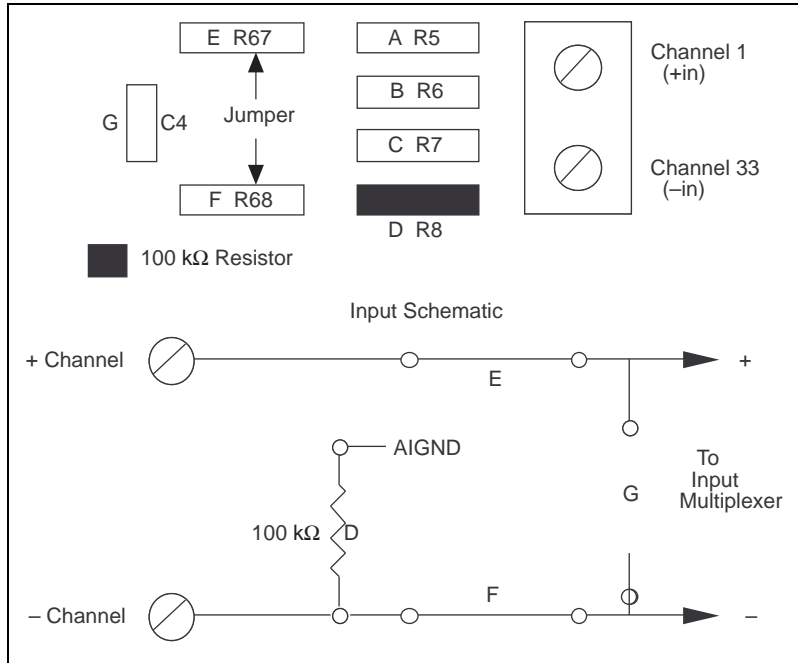 E R67
A R5
Channel 1
(+in)
B R6
G
C4
Jumper
C R7
Channel 33
(–in)
F R68
D R8
100 kΩ Resistor
Input Schematic
+ Channel
+
E
AIGND
To
Input
Multiplexer
G
100 kΩ
D
F
– Channel
–